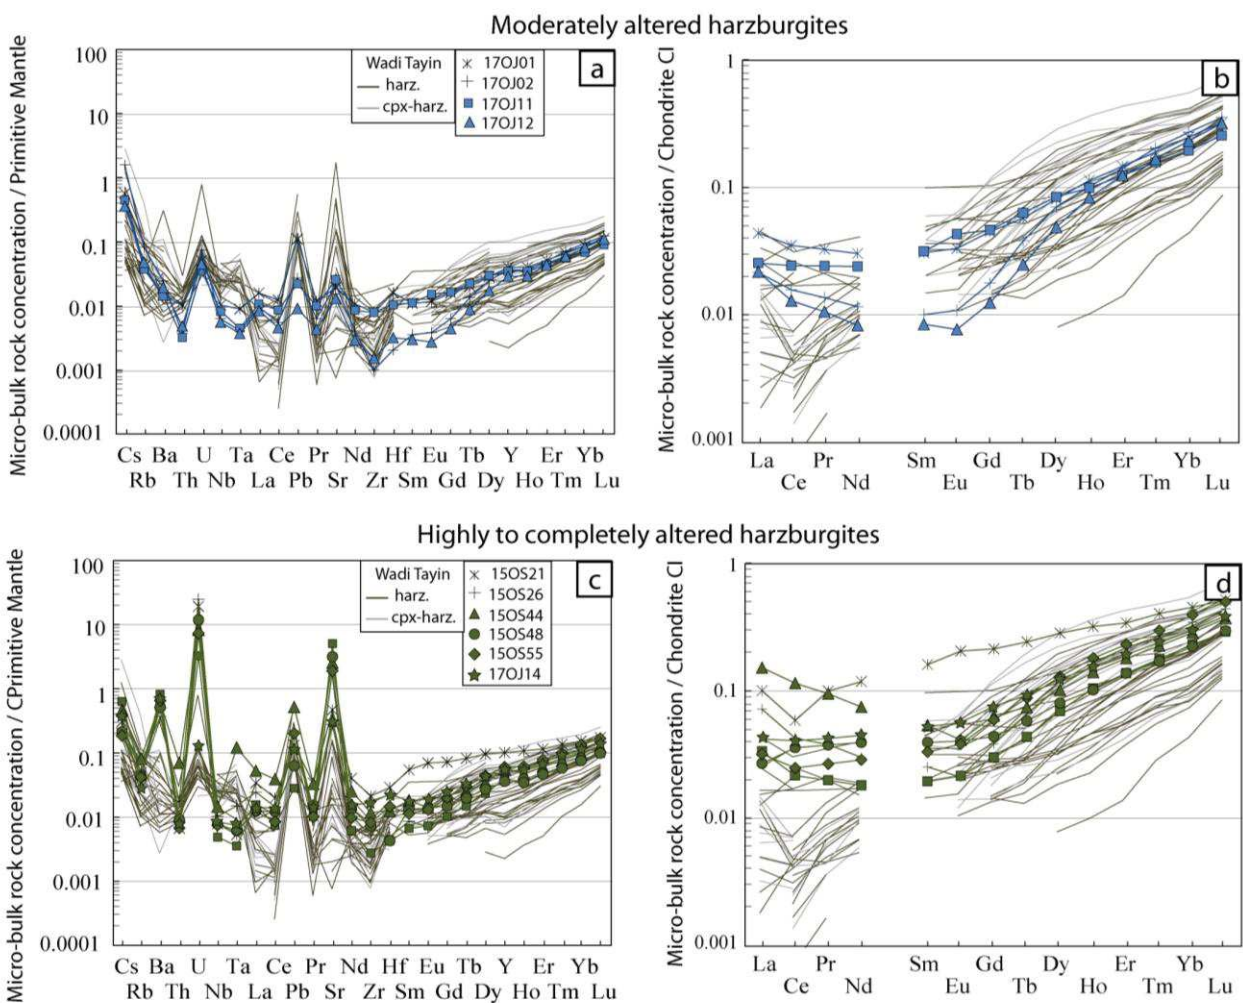 Moderately altered harzburgites
Micro-bulk rock concentration / Primitive Mantle
100
10
1
0.1
0.01
0.001
0.0001
Wadi Tayin
harz.
cpx-harz.
17OJ01
17OJ02
17OJ11
17OJ12
a
Cs Ba U Ta Ce Pr Nd Hf Eu Tb Y Er Yb
Rb Th Nb La Pb Sr Zr Sm Gd Dy Ho Tm Lu
Micro-bulk rock concentration / Chondrite CI
1
0.1
0.01
0.001
b
La Pr Sm Gd Dy Er Yb
Ce Nd Eu Tb Ho Tm Lu
Highly to completely altered harzburgites
Micro-bulk rock concentration / CPrimitive Mantle
100
10
1
0.1
0.01
0.001
0.0001
Wadi Tayin
harz.
cpx-harz.
15OS21
15OS26
15OS44
15OS48
15OS55
17OJ14
c
Cs Ba U Ta Ce Pr Nd Hf Eu Tb Y Er Yb
Rb Th Nb La Pb Sr Zr Sm Gd Dy Ho Tm Lu
Micro-bulk rock concentration / Chondrite CI
1
0.1
0.01
0.001
d
La Pr Sm Gd Dy Er Yb
Ce Nd Eu Tb Ho Tm Lu